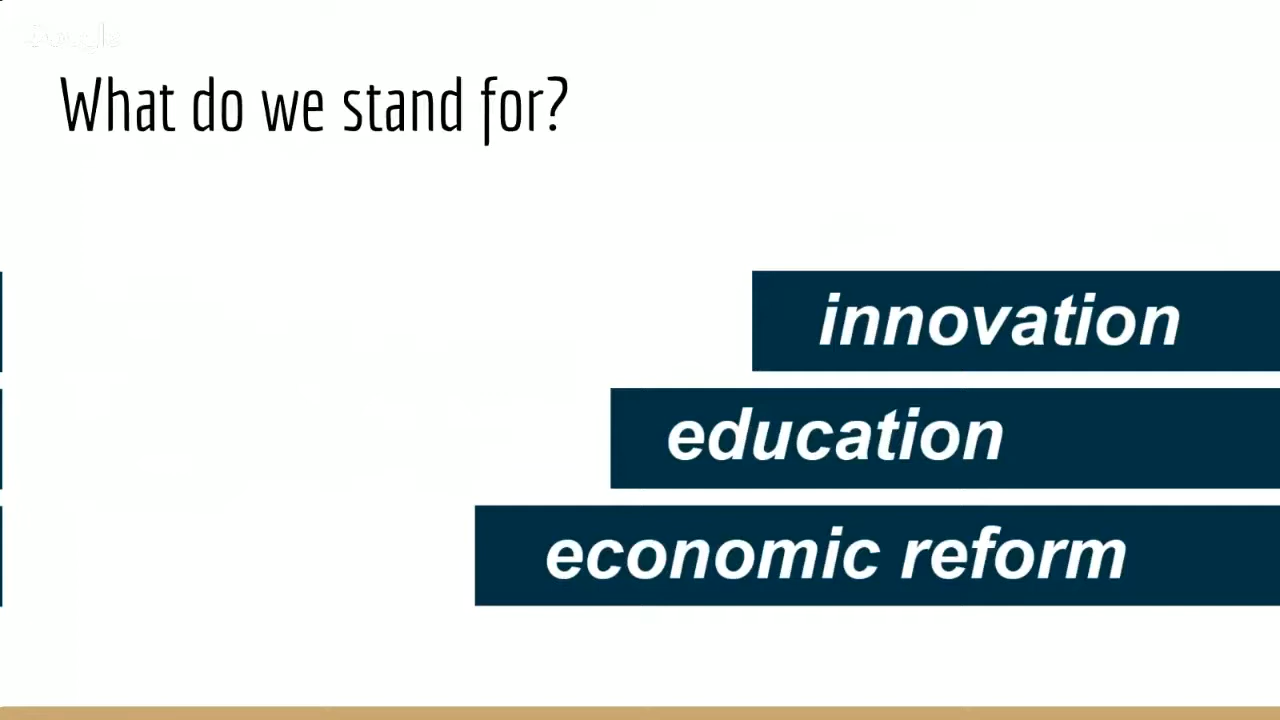 What do we stand for?
innovation
education
economic reform